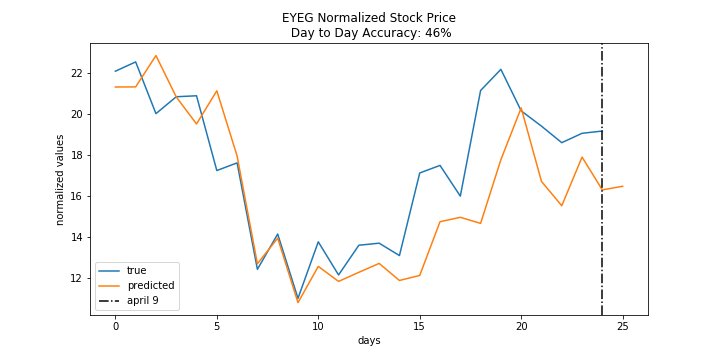 EYEG Normalized Stock Price
Day to Day Accuracy: 46%
normalized values
22
20
18
16
14
12
true
predicted
april 9
0 5 10 15 20 25
days